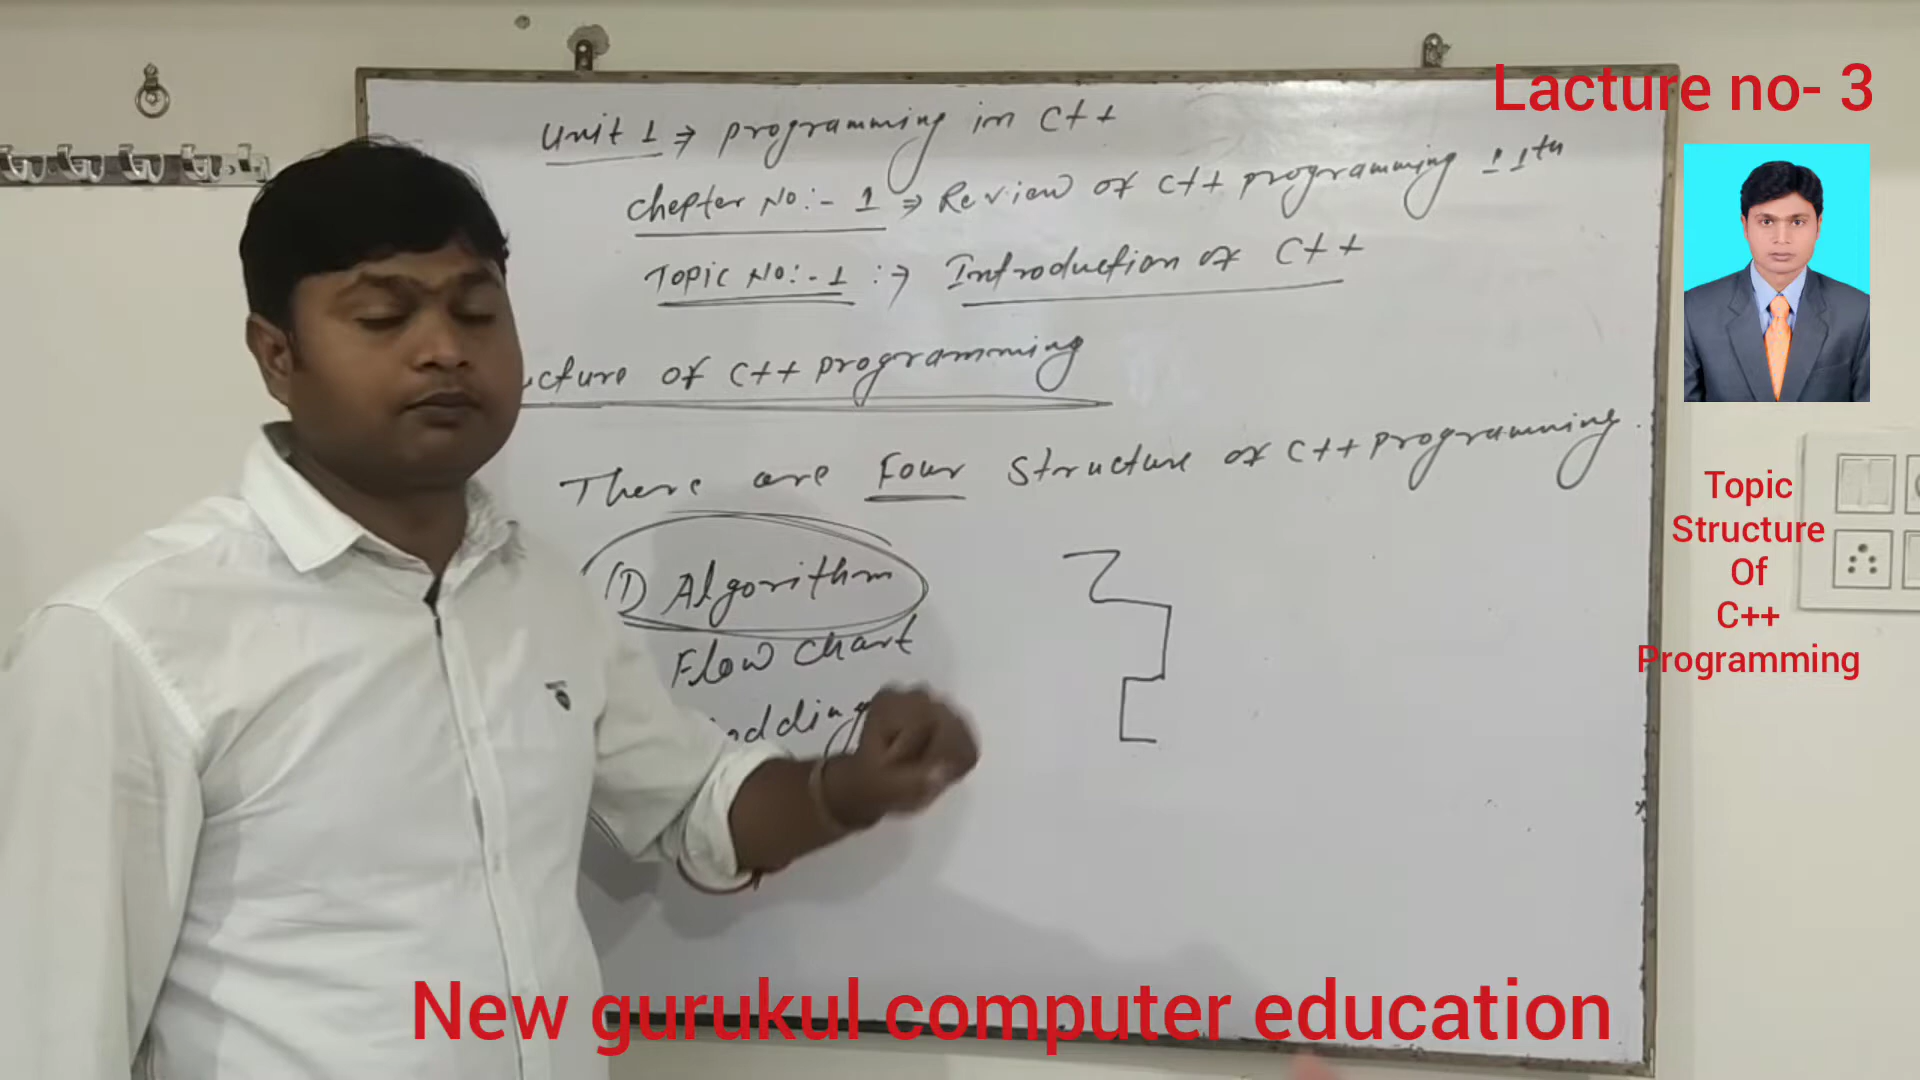 Lacture no- 3
Unit 1 ⇒ programming in C++
Chepter No:- 1 ⇒ Review of C++ programming 11th
Topic No:- 1 :⇒ Introduction of C++
cture of C++ programming
There are Four Structure of C++ programming.
1) Algorithm
Flow chart
dding
Topic
Structure
Of
C++
Programming
New gurukul computer education